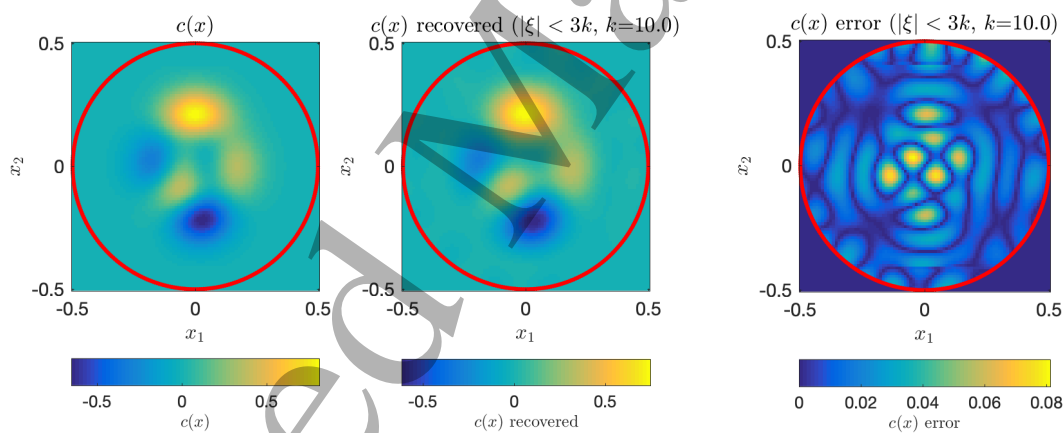 c(x)
c(x) recovered (|ξ| < 3k, k=10.0)
c(x) error (|ξ| < 3k, k=10.0)
0.5 0.5 0.5
x₂ 0 x₂ 0 x₂ 0
-0.5 -0.5 -0.5
-0.5 0 0.5 -0.5 0 0.5 -0.5 0 0.5
x₁ x₁ x₁
-0.5 0 0.5 -0.5 0 0.5 0 0.02 0.04 0.06 0.08
c(x) c(x) recovered c(x) error
ed Ma